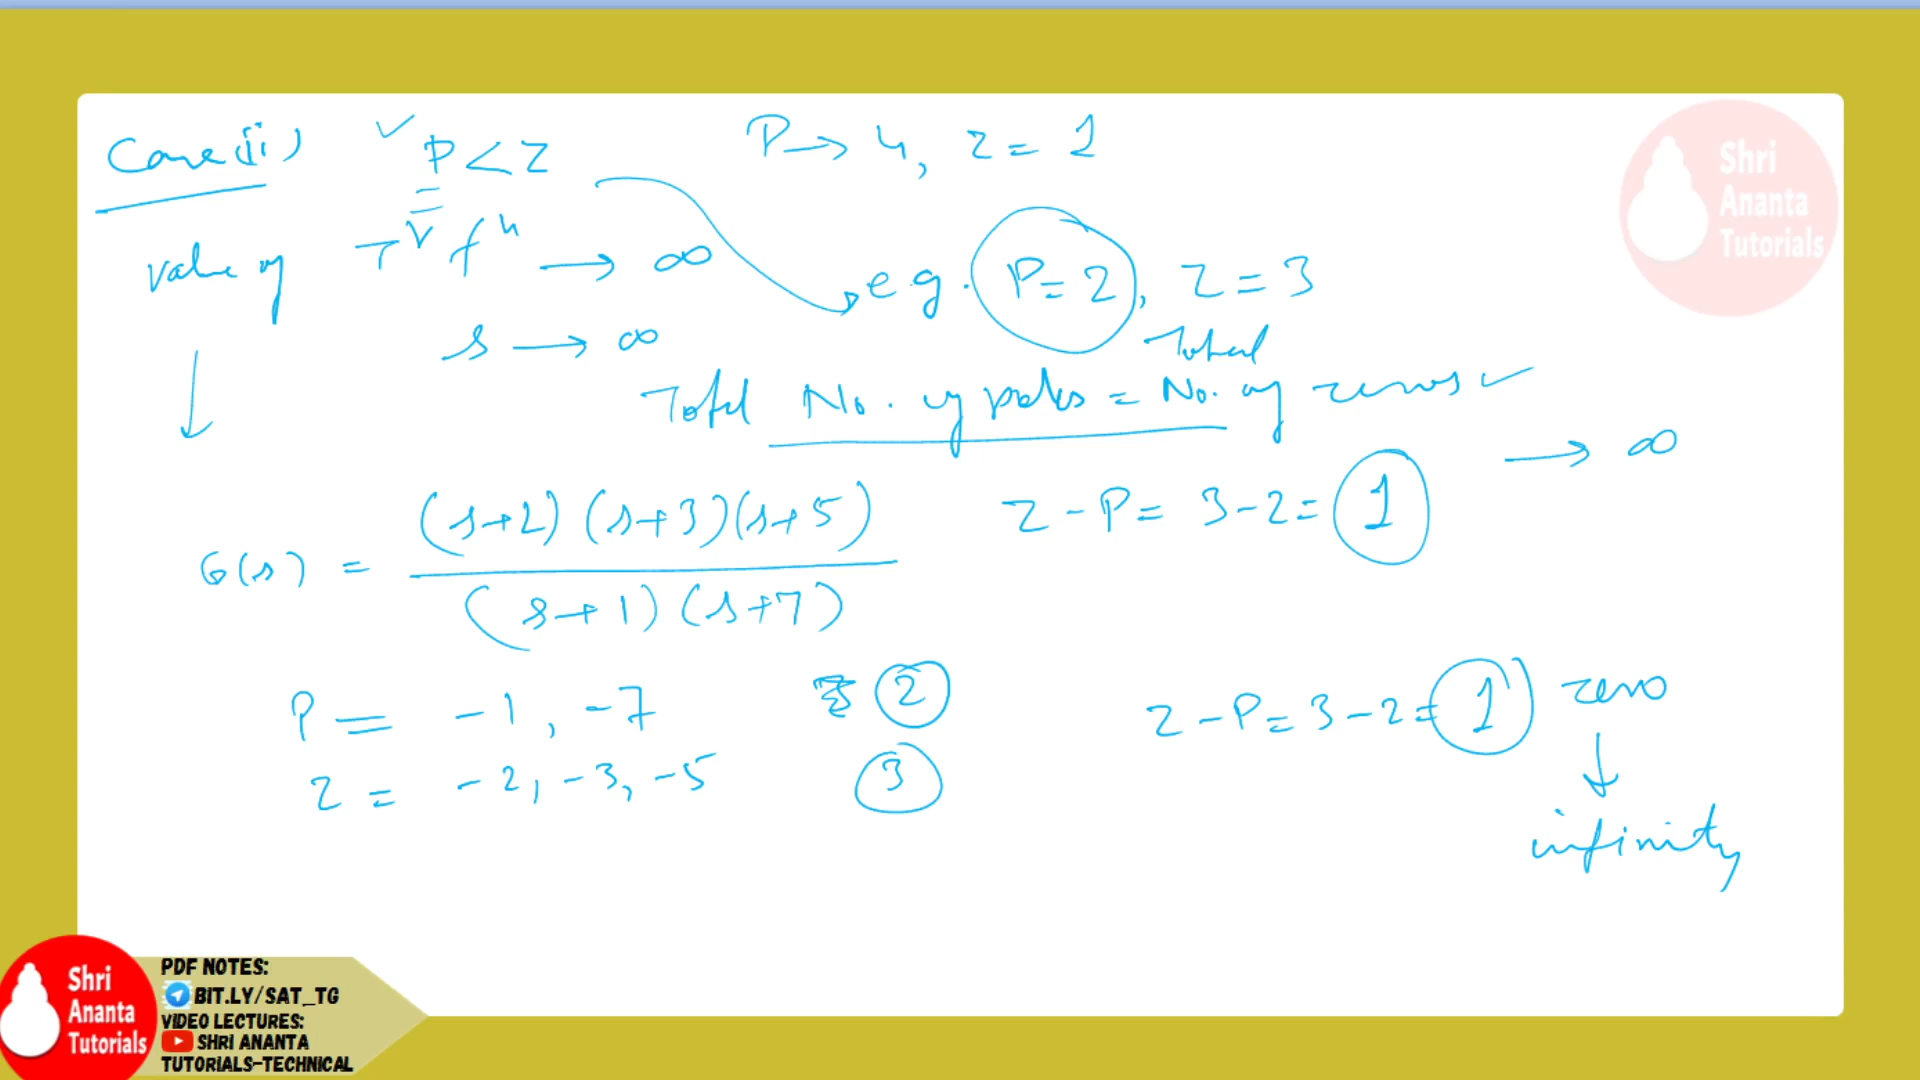 Case (ii) P < Z P → 4, Z = 1
Value of T^r f^n → ∞ e.g. P = 2, Z = 3
s → ∞ Total
Total No. of poles = No. of zeros ✓
→ ∞
G(s) = (s+2) (s+3)(s+5) / (s+1) (s+7) Z - P = 3 - 2 = 1
P = -1, -7 2 Z - P = 3 - 2 = 1 zero
↓
Z = -2, -3, -5 3
infinity
Shri
Ananta
Tutorials
Shri
Ananta
Tutorials
PDF NOTES:
BIT.LY/SAT_TG
VIDEO LECTURES:
SHRI ANANTA
TUTORIALS-TECHNICAL